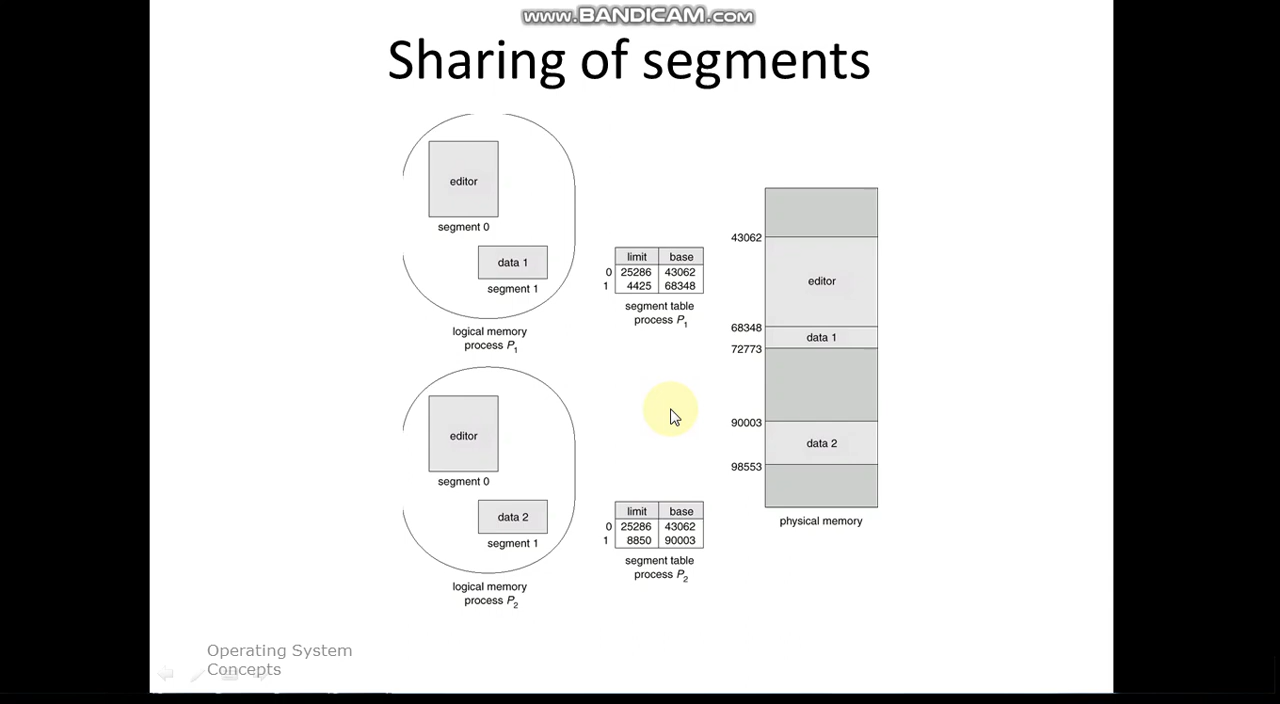 www.BANDICAM.com
Sharing of segments
editor
segment 0
data 1
segment 1
logical memory
process P1
limit base
0 25286 43062
1 4425 68348
segment table
process P1
43062
editor
68348
data 1
72773
90003
data 2
98553
physical memory
editor
segment 0
data 2
segment 1
logical memory
process P2
limit base
0 25286 43062
1 8850 90003
segment table
process P2
Operating System
Concepts